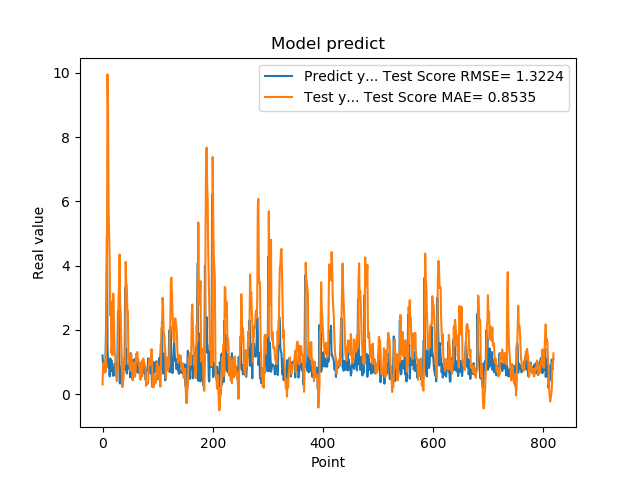 Model predict
Predict y... Test Score RMSE= 1.3224
Test y... Test Score MAE= 0.8535
Real value
10
8
6
4
2
0
0 200 400 600 800
Point